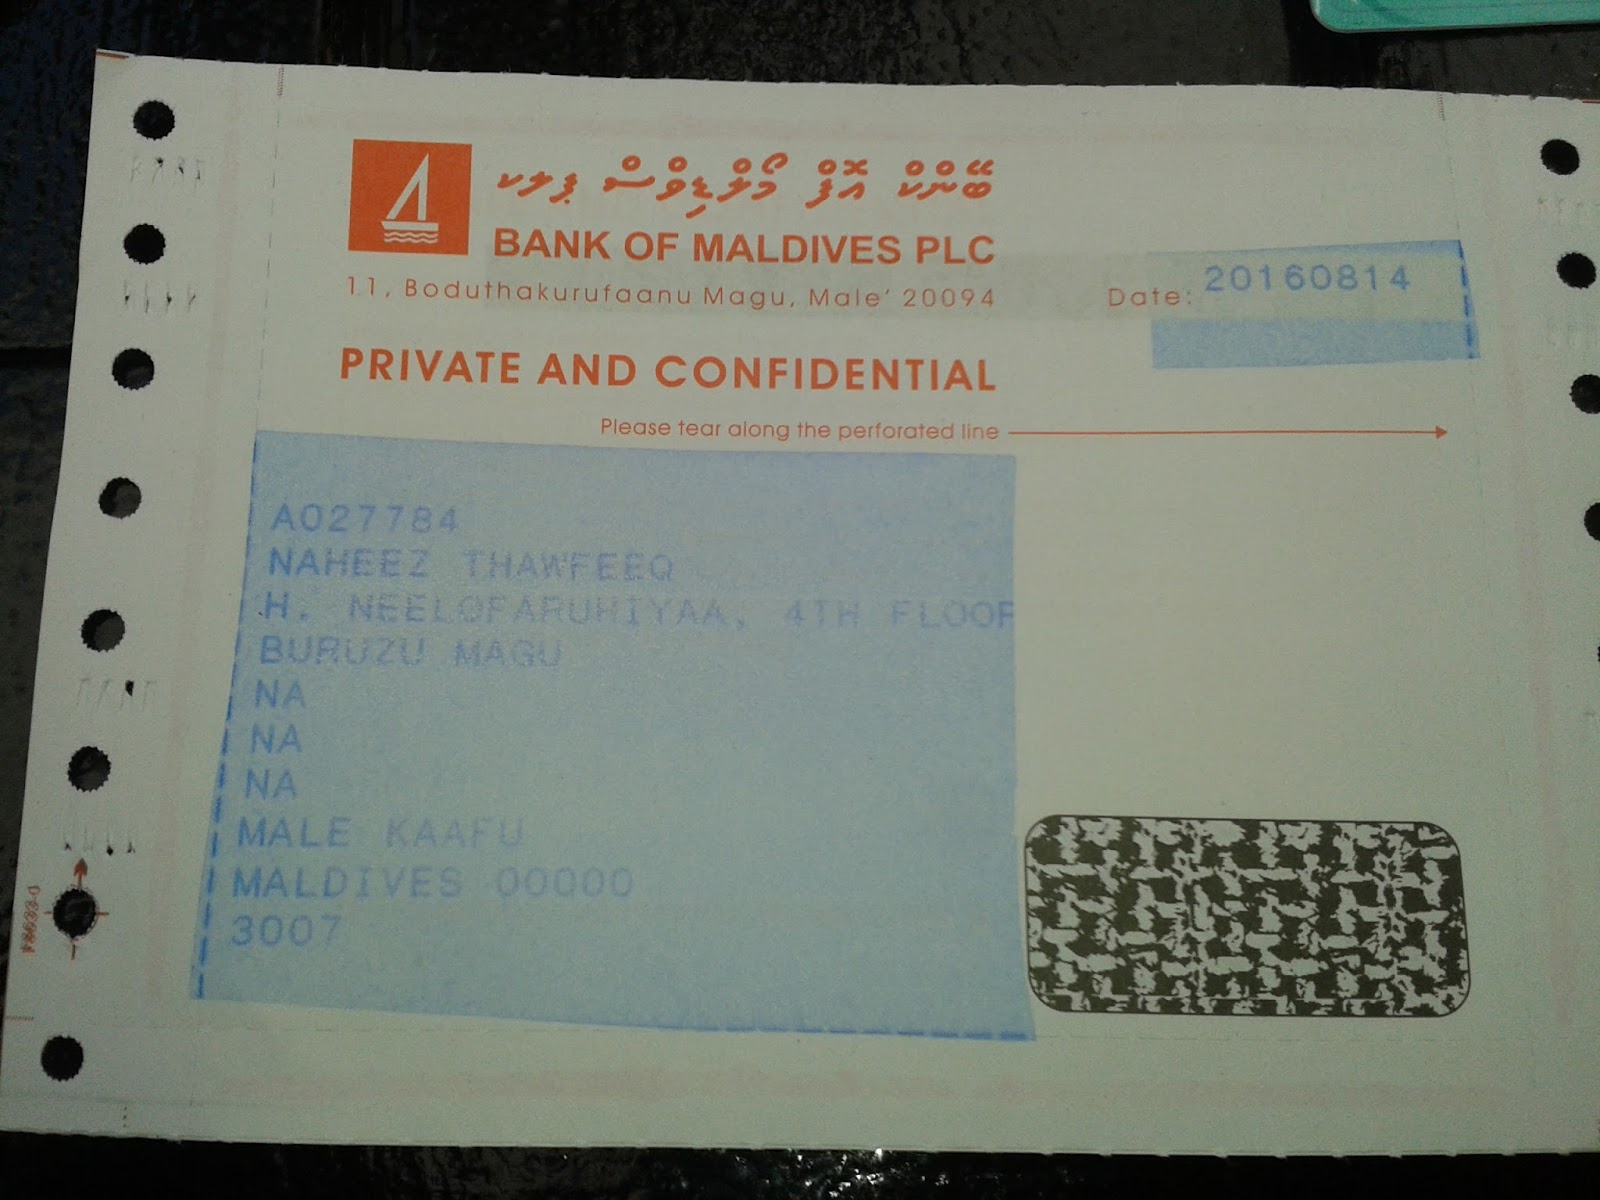 ބޭންކް އޮފް މޯލްޑިވްސް ޕލކ
BANK OF MALDIVES PLC
11, Boduthakurufaanu Magu, Male’ 20094
Date: 20160814
PRIVATE AND CONFIDENTIAL
Please tear along the perforated line
A027784
NAHEEZ THAWFEEQ
H. NEELOFARUHIYAA, 4TH FLOOR
BURUZU MAGU
NA
NA
NA
MALE KAAFU
MALDIVES 00000
3007